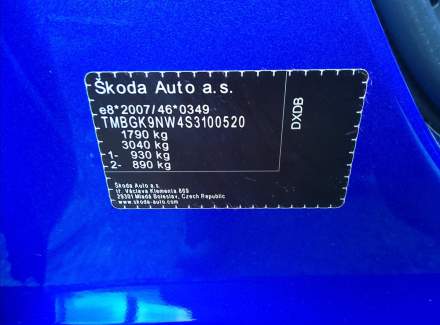 Škoda Auto a.s.
e8*2007/46*0349
TMBGK9NW4S3100520
1790 kg
3040 kg
1- 930 kg
2- 890 kg
DXDB
Škoda Auto a.s.
tř. Václava Klementa 869
29301 Mladá Boleslav, Czech Republic
www.skoda-auto.com